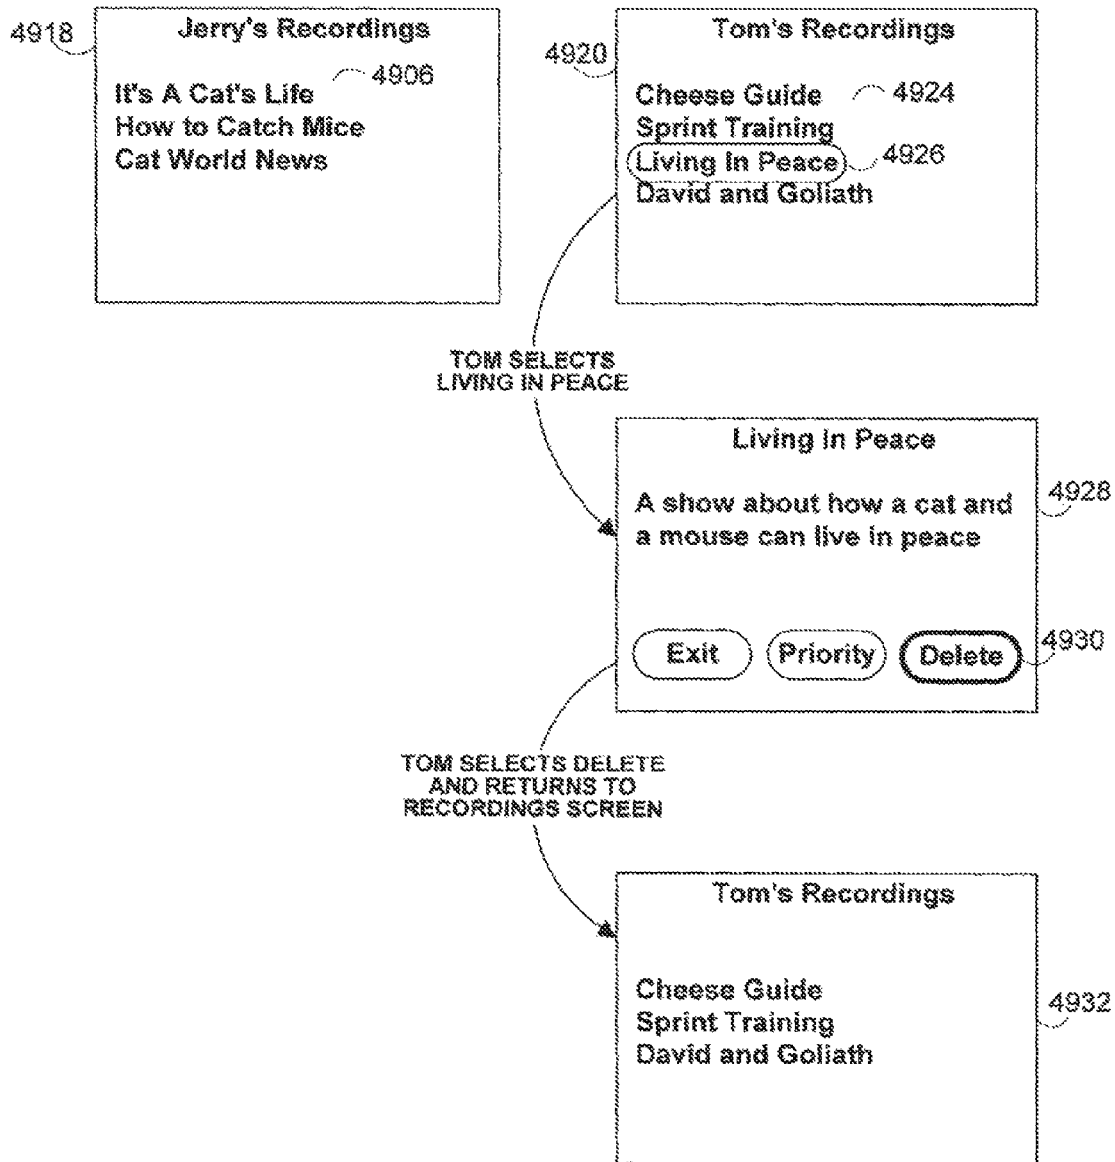 4918
Jerry's Recordings
4906
It's A Cat's Life
How to Catch Mice
Cat World News
4920
Tom's Recordings
Cheese Guide
4924
Sprint Training
Living In Peace
4926
David and Goliath
TOM SELECTS
LIVING IN PEACE
Living In Peace
4928
A show about how a cat and
a mouse can live in peace
Exit
Priority
Delete
4930
TOM SELECTS DELETE
AND RETURNS TO
RECORDINGS SCREEN
Tom's Recordings
4932
Cheese Guide
Sprint Training
David and Goliath